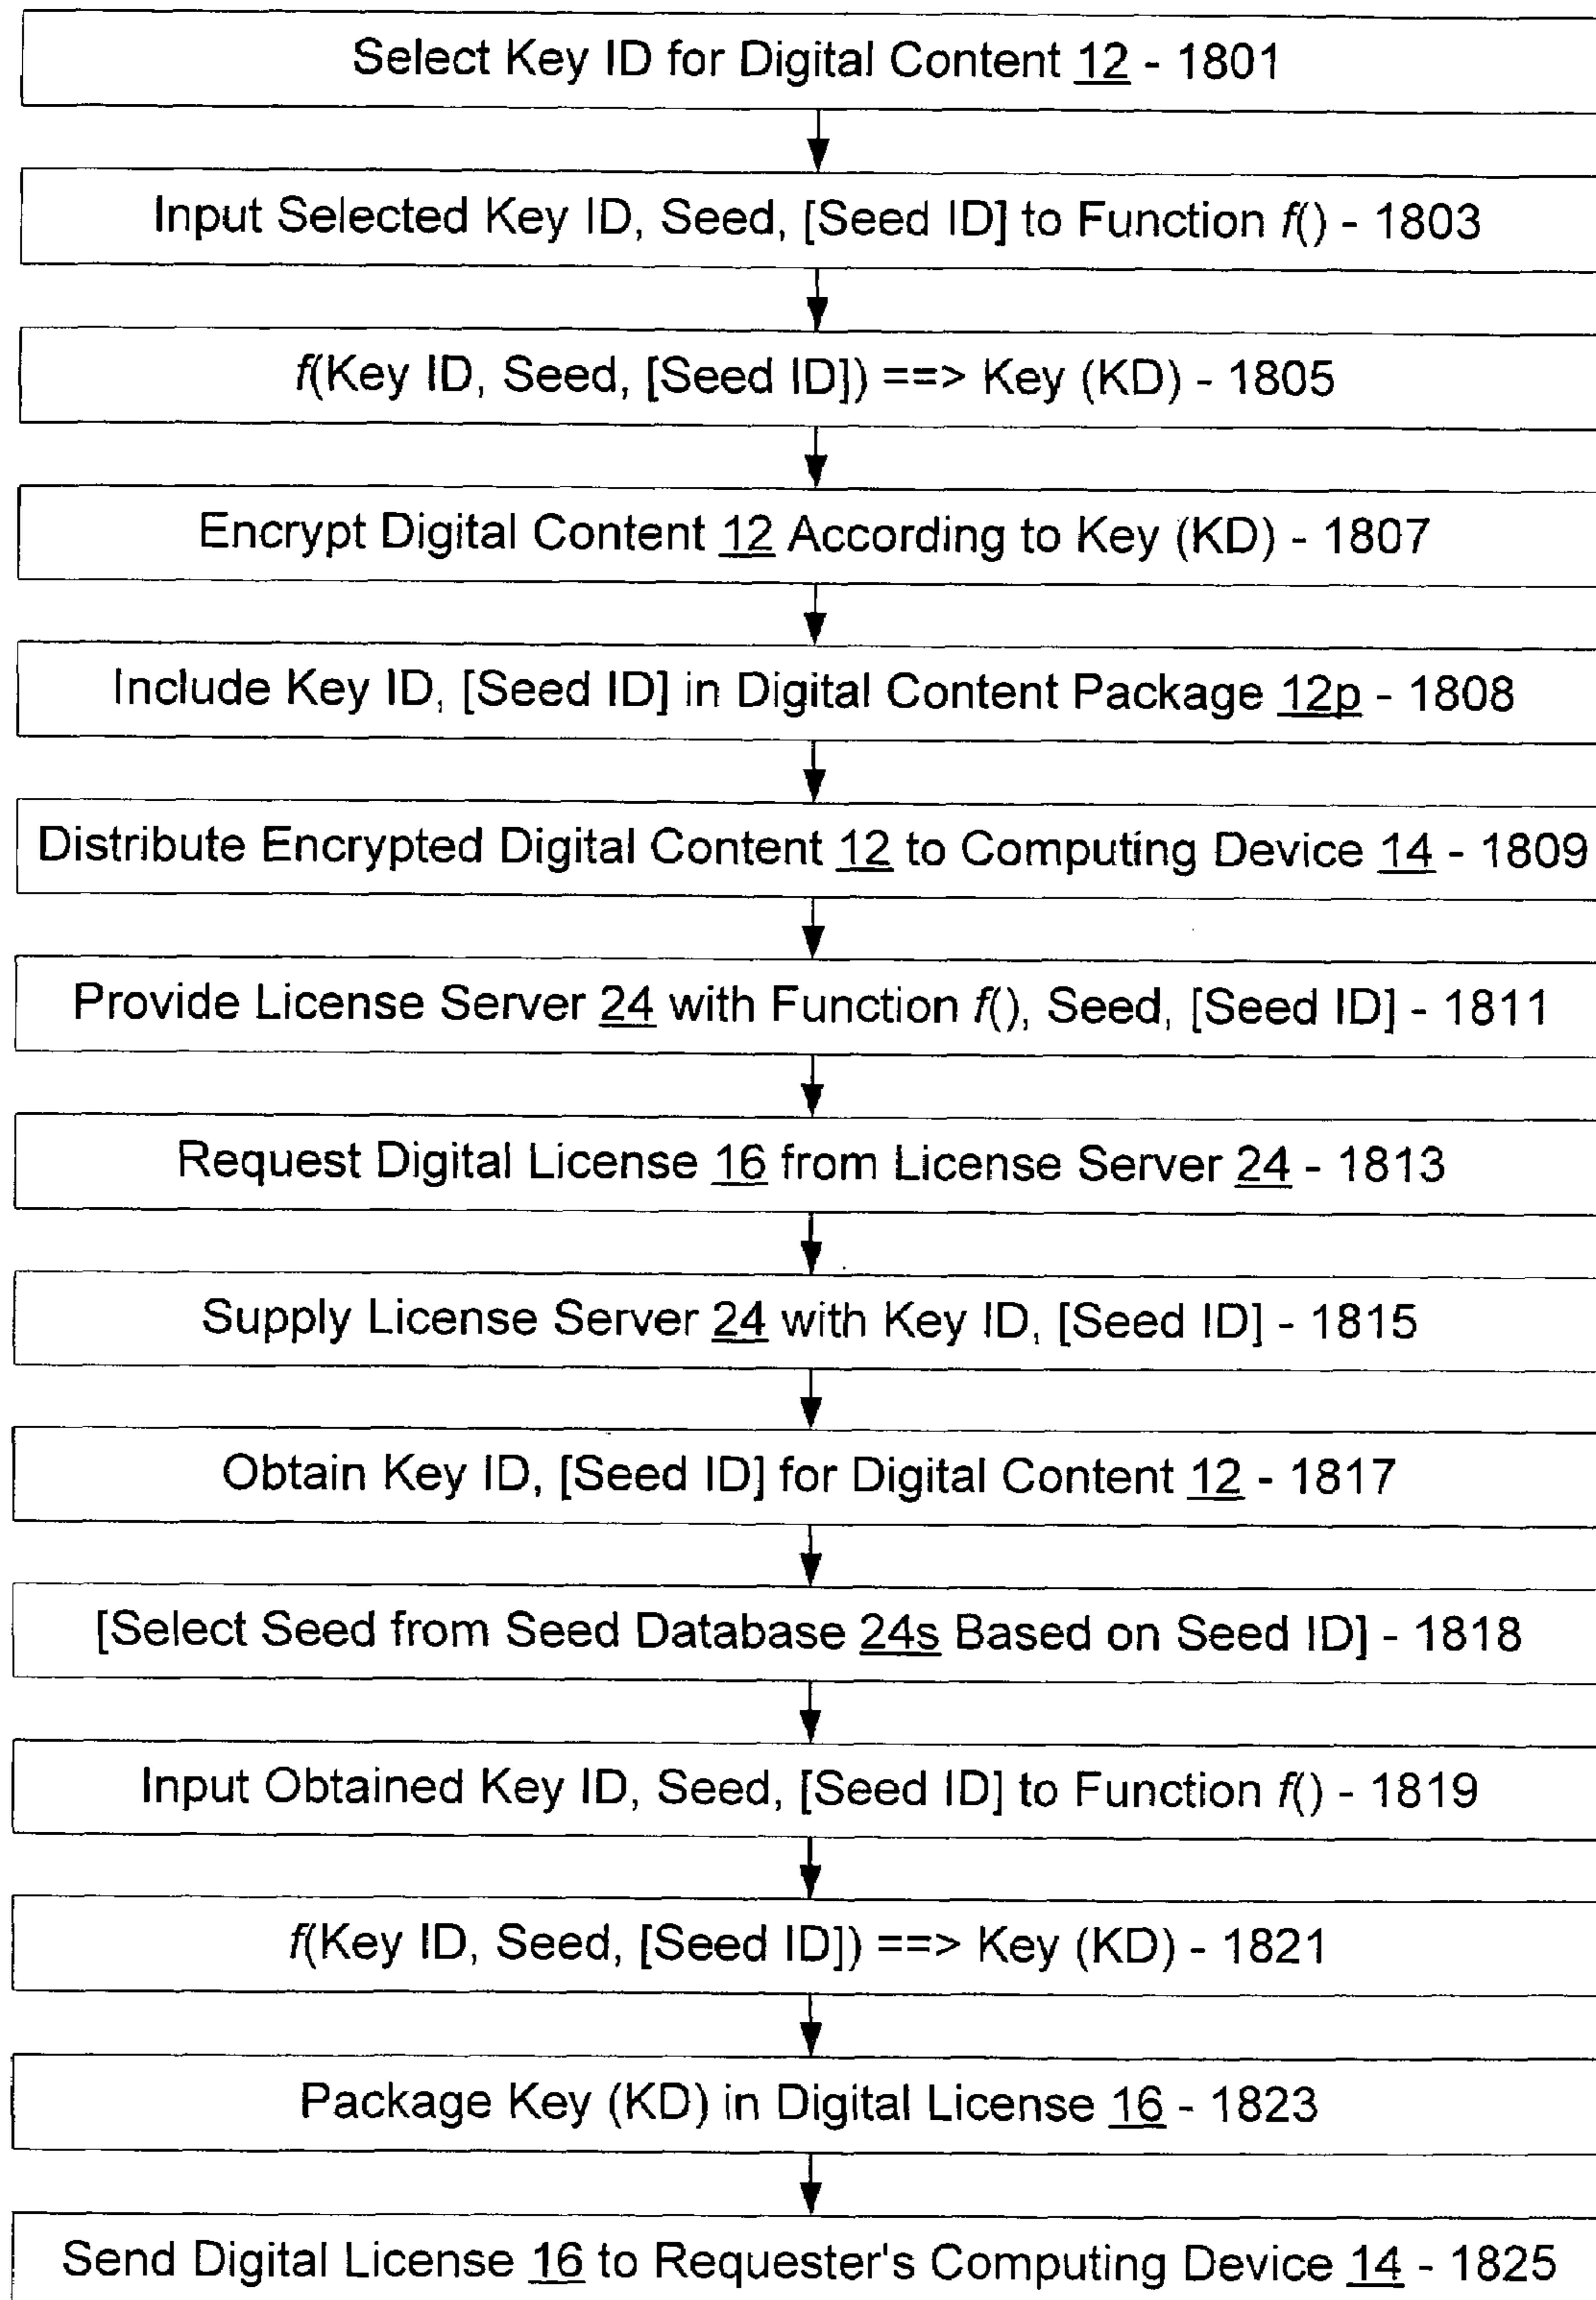 Select Key ID for Digital Content 12 - 1801
Input Selected Key ID, Seed, [Seed ID] to Function f() - 1803
f(Key ID, Seed, [Seed ID]) ==> Key (KD) - 1805
Encrypt Digital Content 12 According to Key (KD) - 1807
Include Key ID, [Seed ID] in Digital Content Package 12p - 1808
Distribute Encrypted Digital Content 12 to Computing Device 14 - 1809
Provide License Server 24 with Function f(), Seed, [Seed ID] - 1811
Request Digital License 16 from License Server 24 - 1813
Supply License Server 24 with Key ID, [Seed ID] - 1815
Obtain Key ID, [Seed ID] for Digital Content 12 - 1817
[Select Seed from Seed Database 24s Based on Seed ID] - 1818
Input Obtained Key ID, Seed, [Seed ID] to Function f() - 1819
f(Key ID, Seed, [Seed ID]) ==> Key (KD) - 1821
Package Key (KD) in Digital License 16 - 1823
Send Digital License 16 to Requester's Computing Device 14 - 1825